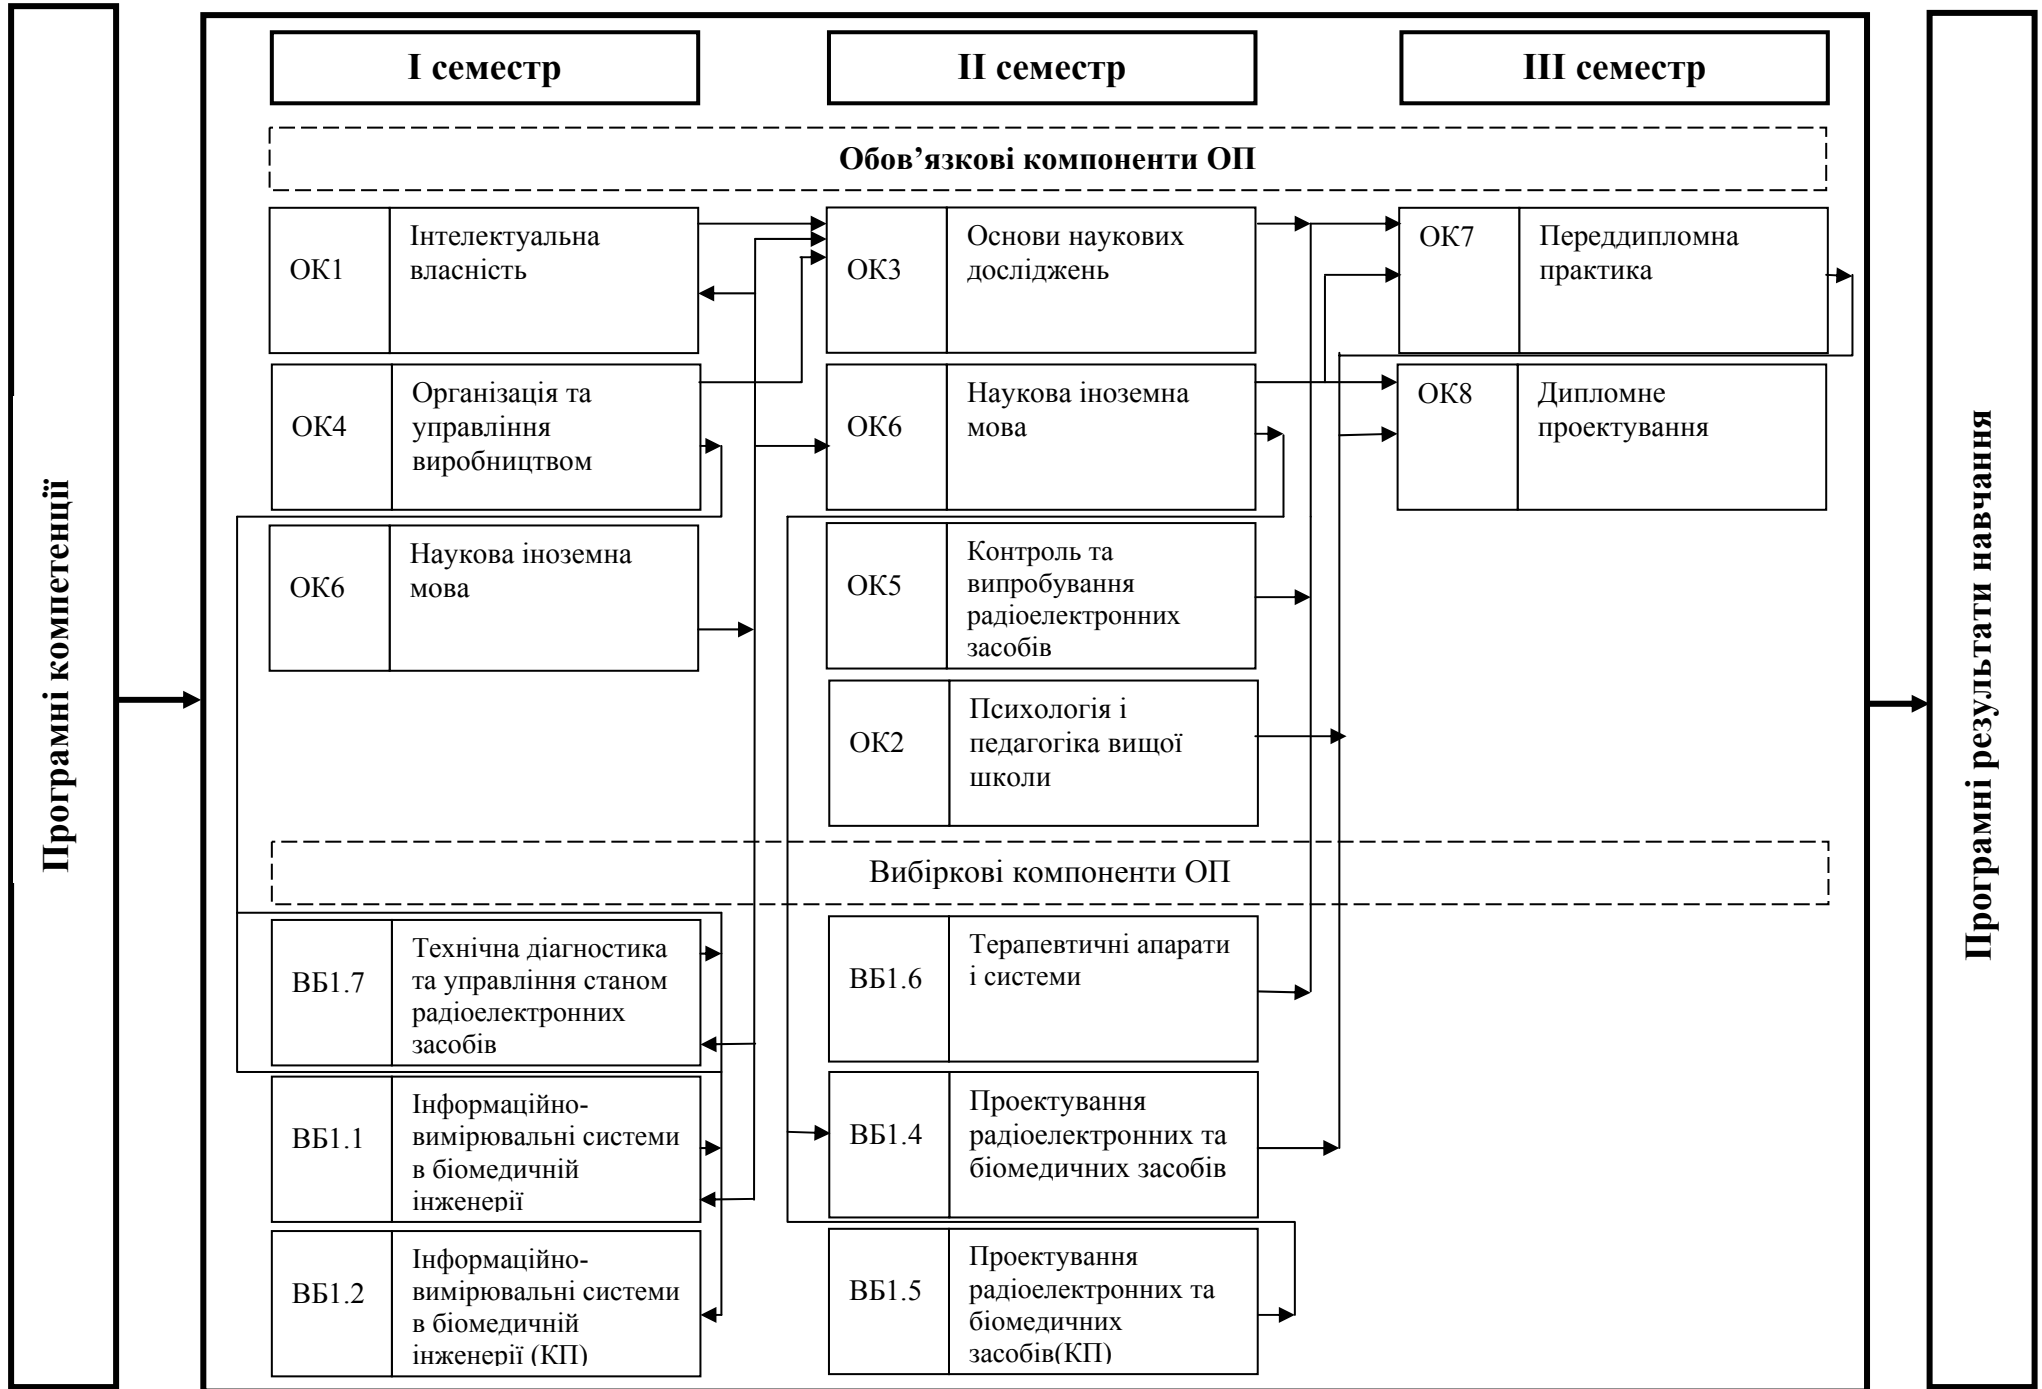 Програмні компетенції
I семестр
II семестр
III семестр
Обов’язкові компоненти ОП
ОК1
Інтелектуальна
власність
ОК3
Основи наукових
досліджень
ОК7
Переддипломна
практика
ОК4
Організація та
управління
виробництвом
ОК6
Наукова іноземна
мова
ОК8
Дипломне
проектування
ОК6
Наукова іноземна
мова
ОК5
Контроль та
випробування
радіоелектронних
засобів
ОК2
Психологія і
педагогіка вищої
школи
Вибіркові компоненти ОП
ВБ1.7
Технічна діагностика
та управління станом
радіоелектронних
засобів
ВБ1.6
Терапевтичні апарати
і системи
ВБ1.1
Інформаційно-
вимірювальні системи
в біомедичній
інженерії
ВБ1.4
Проектування
радіоелектронних та
біомедичних засобів
ВБ1.2
Інформаційно-
вимірювальні системи
в біомедичній
інженерії (КП)
ВБ1.5
Проектування
радіоелектронних та
біомедичних
засобів(КП)
Програмні результати навчання